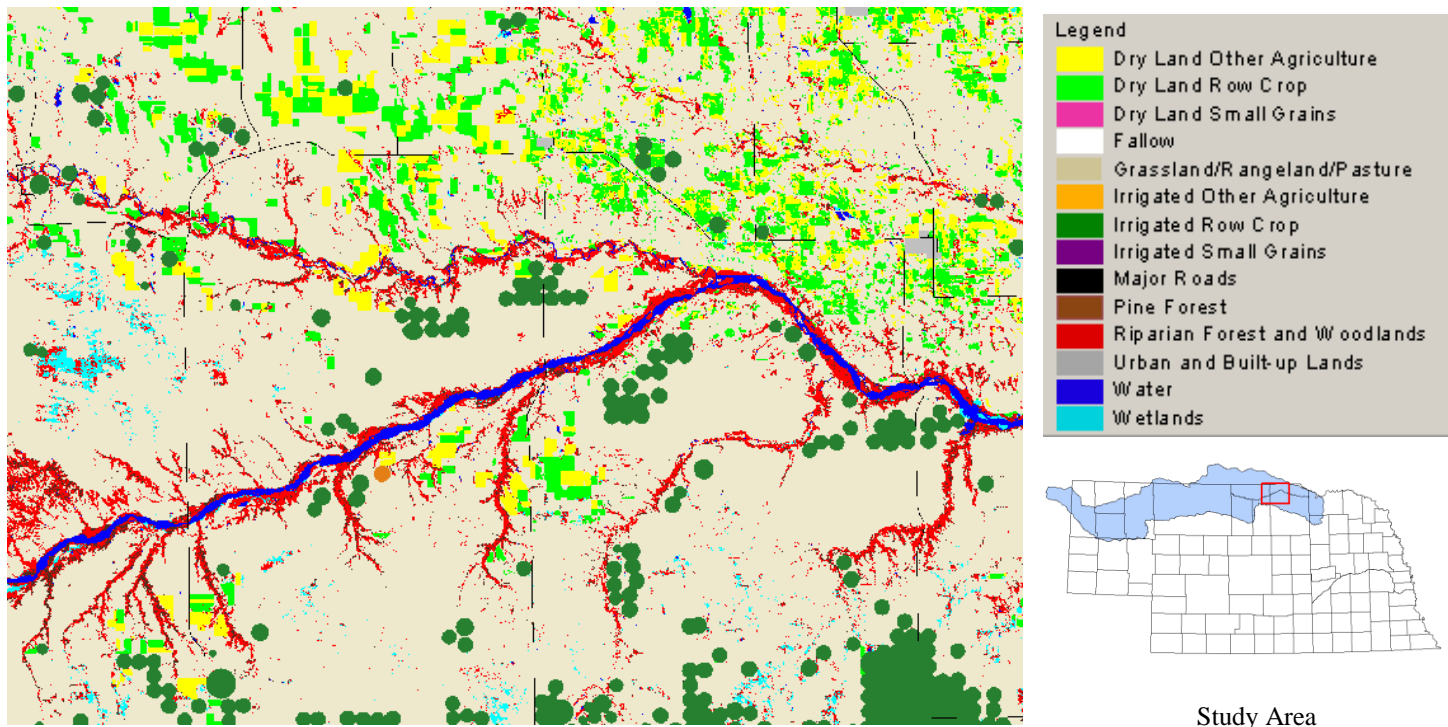 Legend
Dry Land Other Agriculture
Dry Land Row Crop
Dry Land Small Grains
Fallow
Grassland/Rangeland/Pasture
Irrigated Other Agriculture
Irrigated Row Crop
Irrigated Small Grains
Major Roads
Pine Forest
Riparian Forest and Woodlands
Urban and Built-up Lands
Water
Wetlands
Study Area